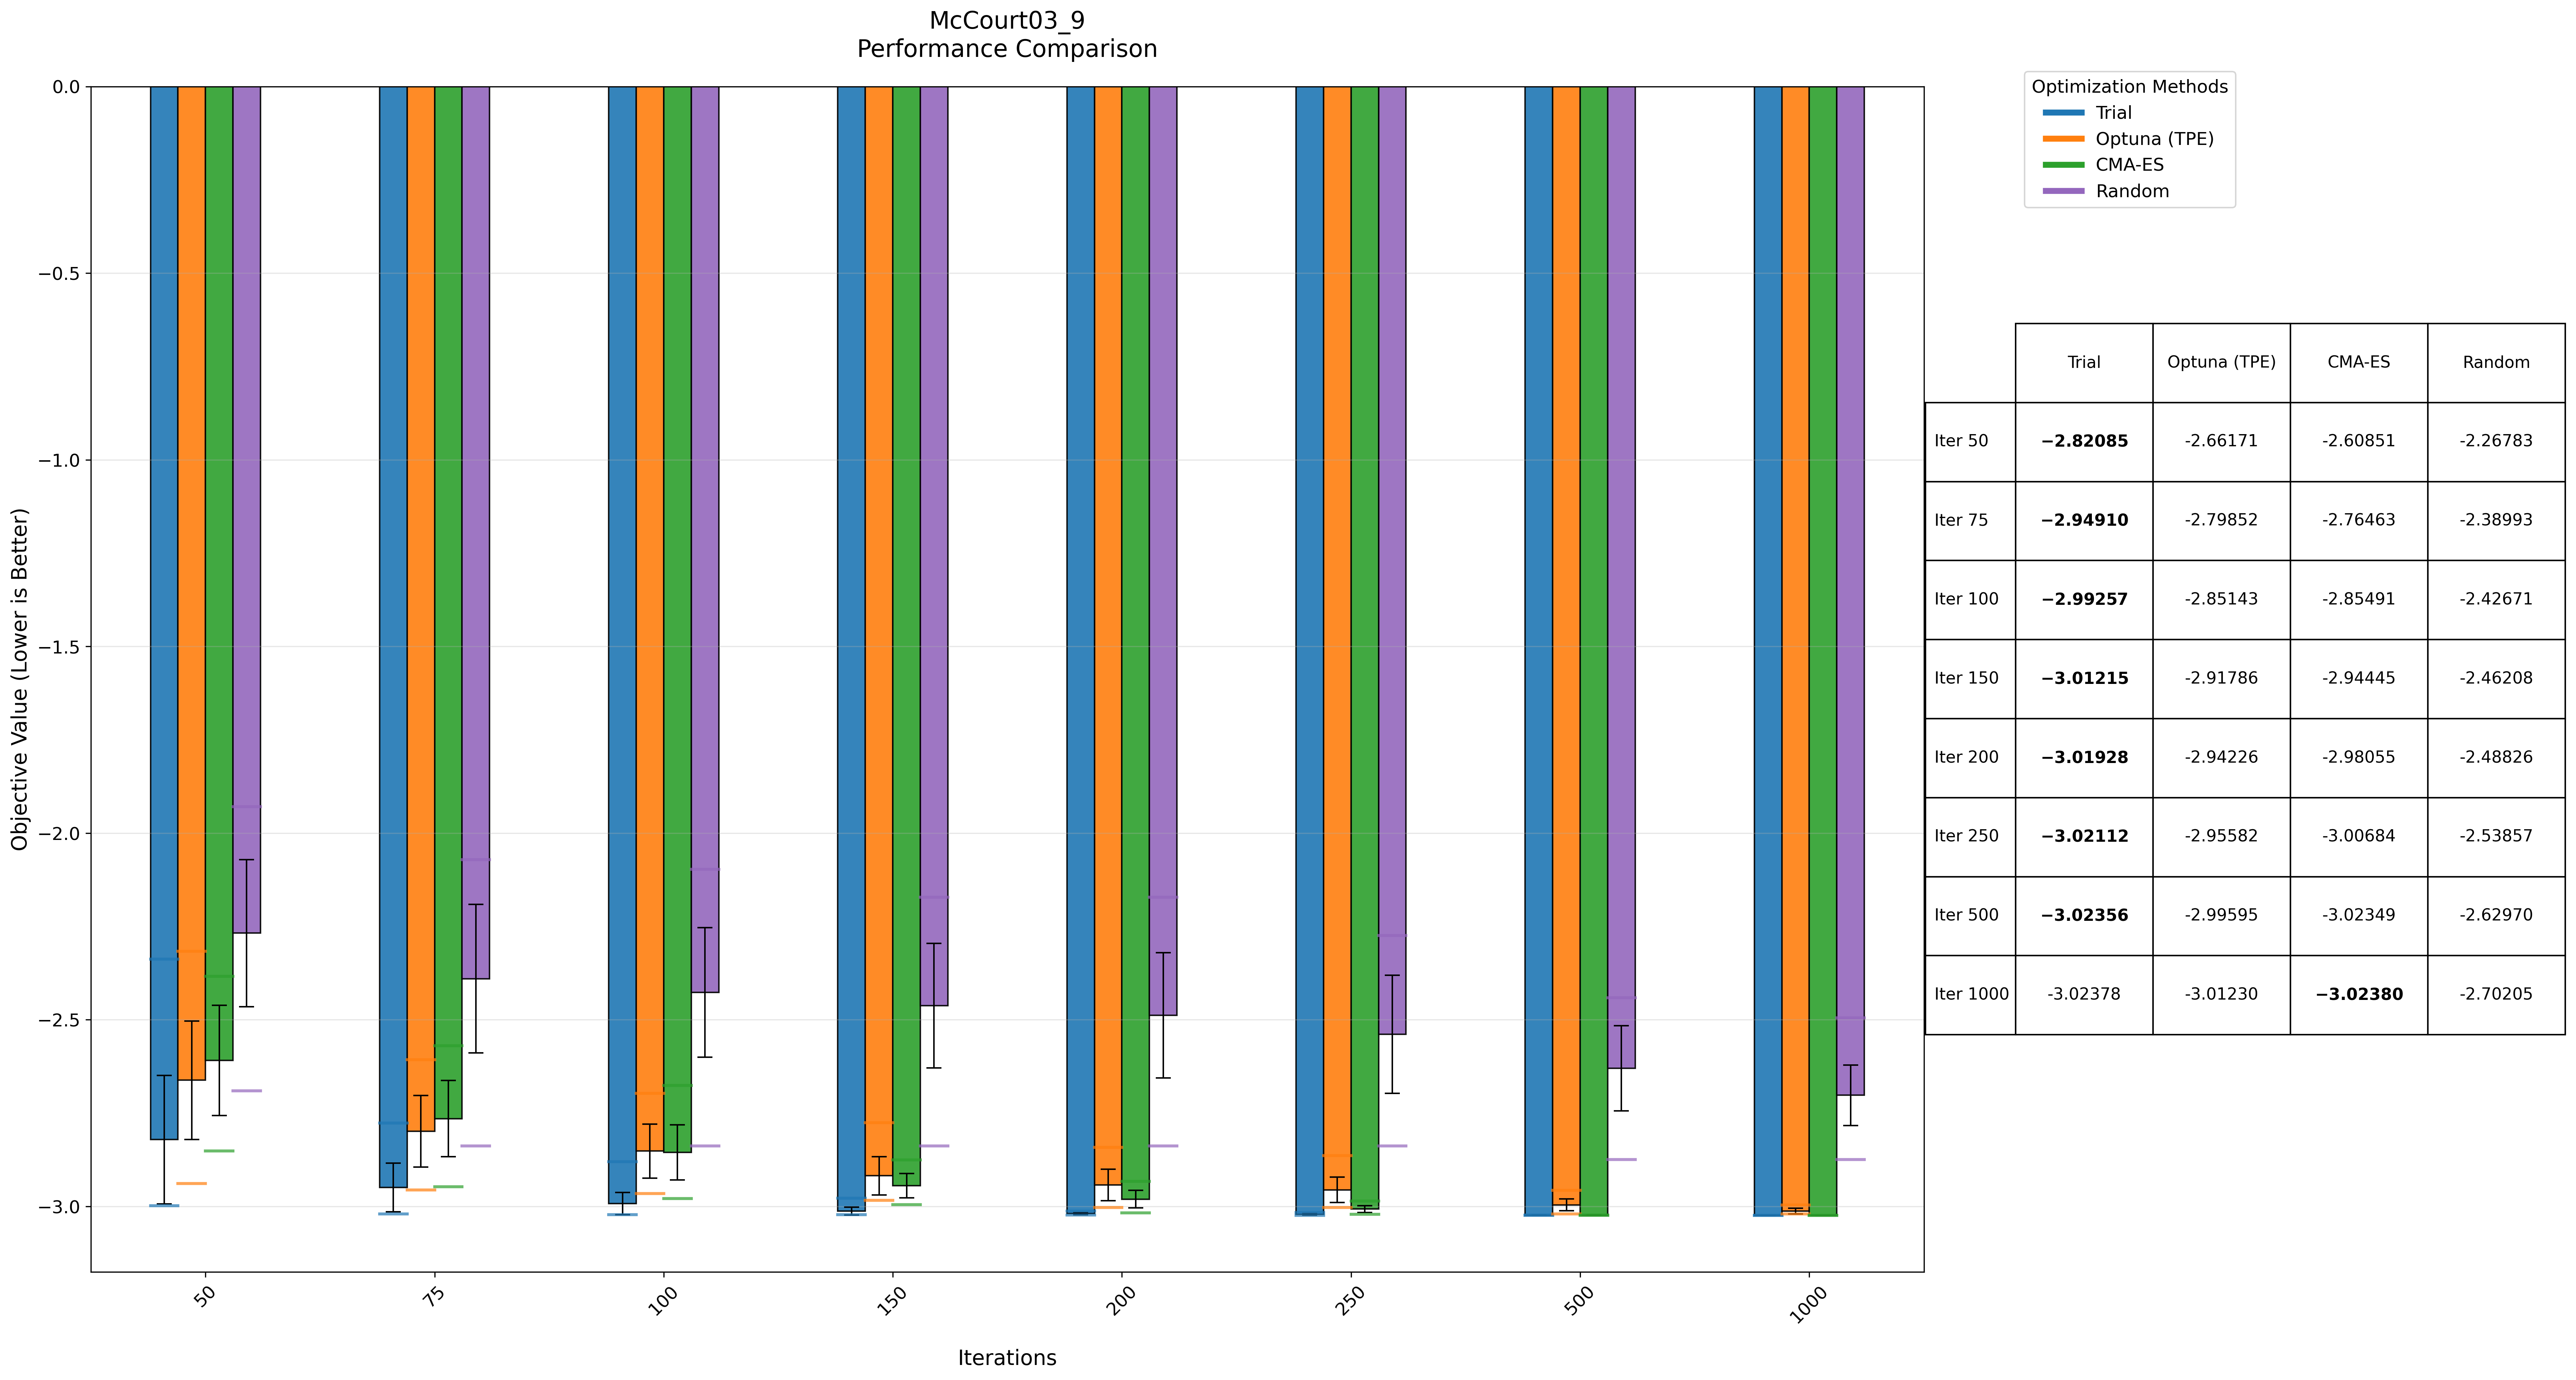 McCourt03_9
Performance Comparison
Objective Value (Lower is Better)
0.0
−0.5
−1.0
−1.5
−2.0
−2.5
−3.0
50
75
100
150
200
250
500
1000
Iterations
Optimization Methods
Trial
Optuna (TPE)
CMA-ES
Random
Trial Optuna (TPE) CMA-ES Random
Iter 50 −2.82085 -2.66171 -2.60851 -2.26783
Iter 75 −2.94910 -2.79852 -2.76463 -2.38993
Iter 100 −2.99257 -2.85143 -2.85491 -2.42671
Iter 150 −3.01215 -2.91786 -2.94445 -2.46208
Iter 200 −3.01928 -2.94226 -2.98055 -2.48826
Iter 250 −3.02112 -2.95582 -3.00684 -2.53857
Iter 500 −3.02356 -2.99595 -3.02349 -2.62970
Iter 1000 -3.02378 -3.01230 −3.02380 -2.70205